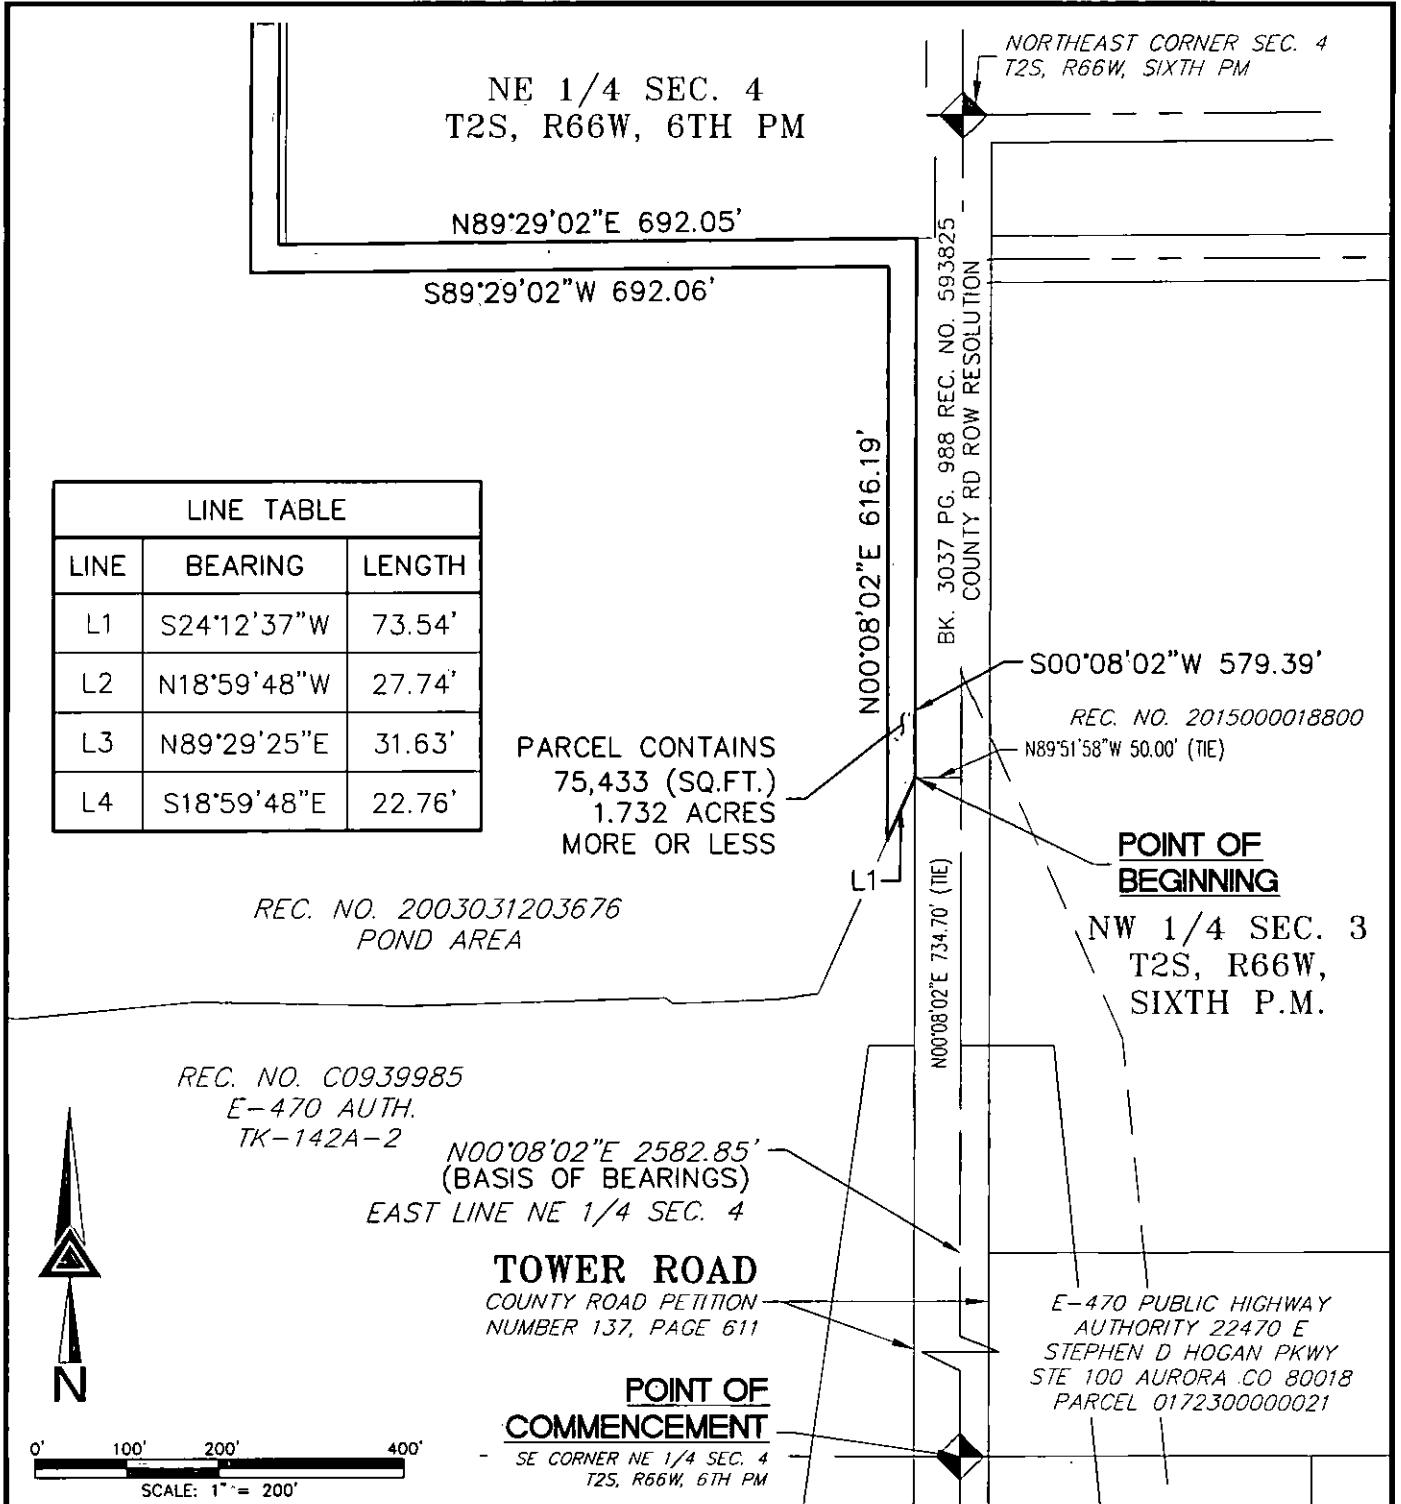 NORTHEAST CORNER SEC. 4
T2S, R66W, SIXTH PM
NE 1/4 SEC. 4
T2S, R66W, 6TH PM
N89°29'02"E 692.05'
S89°29'02"W 692.06'
BK. 3037 PG. 988 REC. NO. 593825
COUNTY RD ROW RESOLUTION
N00°08'02"E 616.19'
LINE TABLE
LINE BEARING LENGTH
L1 S24°12'37"W 73.54'
L2 N18°59'48"W 27.74'
L3 N89°29'25"E 31.63'
L4 S18°59'48"E 22.76'
S00°08'02"W 579.39'
REC. NO. 2015000018800
N89°51'58"W 50.00' (TIE)
PARCEL CONTAINS
75,433 (SQ.FT.)
1.732 ACRES
MORE OR LESS
L1
POINT OF
BEGINNING
NW 1/4 SEC. 3
T2S, R66W,
SIXTH P.M.
REC. NO. 2003031203676
POND AREA
N00°08'02"E 734.70' (TIE)
REC. NO. C0939985
E-470 AUTH.
TK-142A-2
N00°08'02"E 2582.85'
(BASIS OF BEARINGS)
EAST LINE NE 1/4 SEC. 4
TOWER ROAD
COUNTY ROAD PETITION
NUMBER 137, PAGE 611
E-470 PUBLIC HIGHWAY
AUTHORITY 22470 E
STEPHEN D HOGAN PKWY
STE 100 AURORA CO 80018
PARCEL 0172300000021
POINT OF
COMMENCEMENT
SE CORNER NE 1/4 SEC. 4
T2S, R66W, 6TH PM
N
0' 100' 200' 400'
SCALE: 1" = 200'